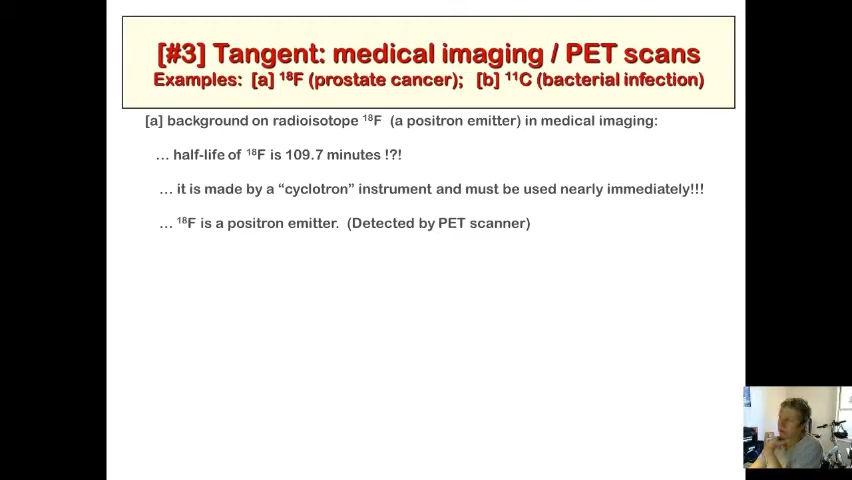 [#3] Tangent: medical imaging / PET scans
Examples: [a] ¹⁸F (prostate cancer); [b] ¹¹C (bacterial infection)
[a] background on radioisotope ¹⁸F (a positron emitter) in medical imaging:
… half-life of ¹⁸F is 109.7 minutes !?!
… it is made by a “cyclotron” instrument and must be used nearly immediately!!!
… ¹⁸F is a positron emitter. (Detected by PET scanner)